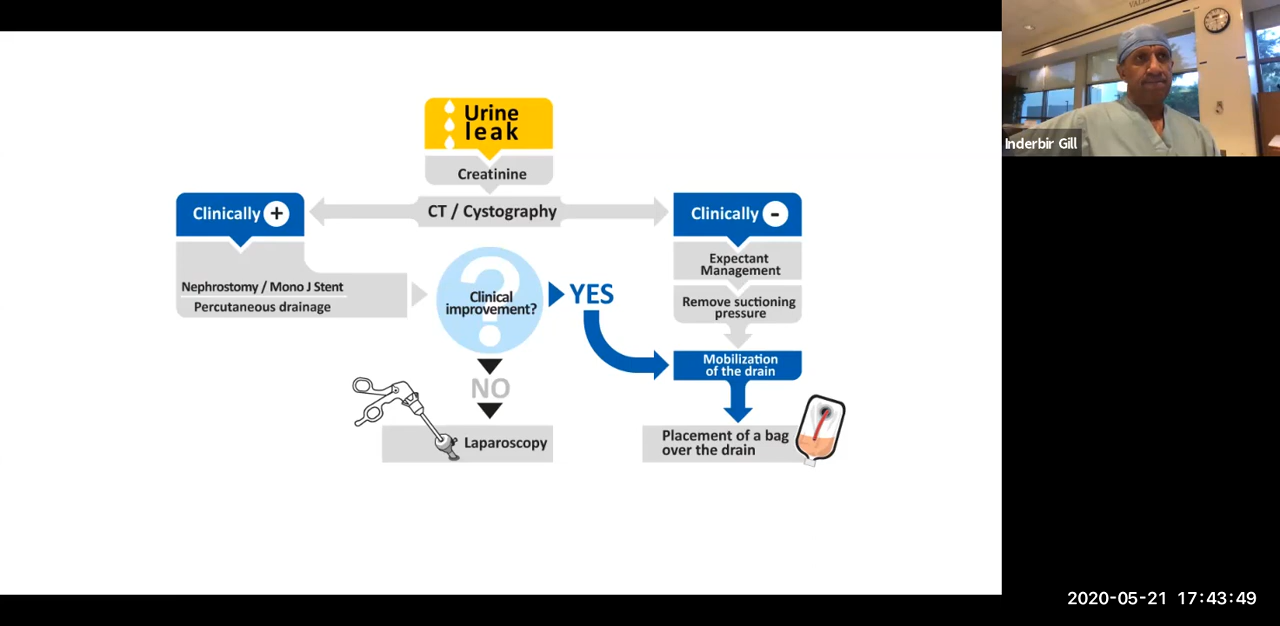 Urine
leak
Creatinine
CT / Cystography
Clinically +
Nephrostomy / Mono J Stent
Percutaneous drainage
Clinical
improvement?
YES
NO
Laparoscopy
Clinically -
Expectant
Management
Remove suctioning
pressure
Mobilization
of the drain
Placement of a bag
over the drain
Inderbir Gill
2020-05-21 17:43:49